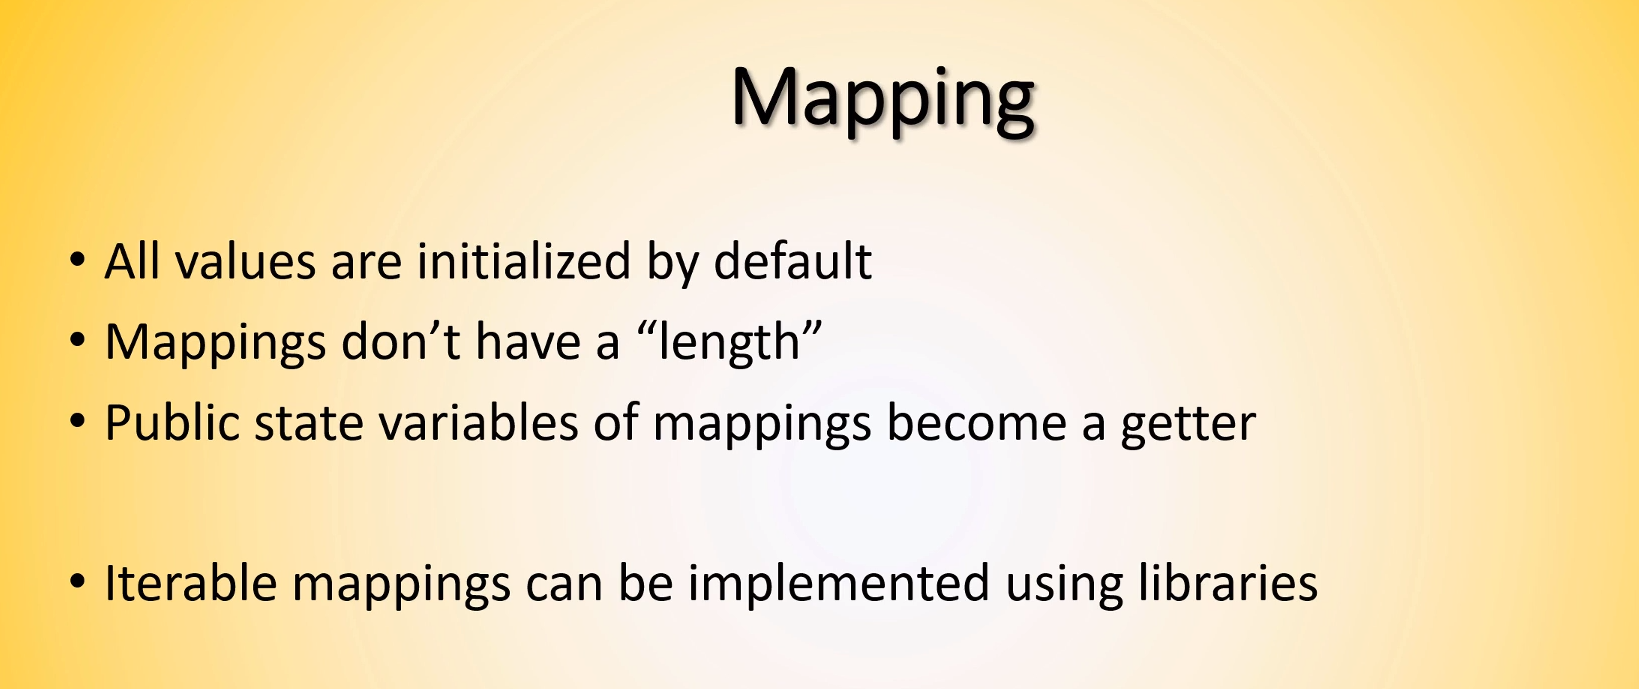 Mapping
• All values are initialized by default
• Mappings don’t have a “length”
• Public state variables of mappings become a getter
• Iterable mappings can be implemented using libraries